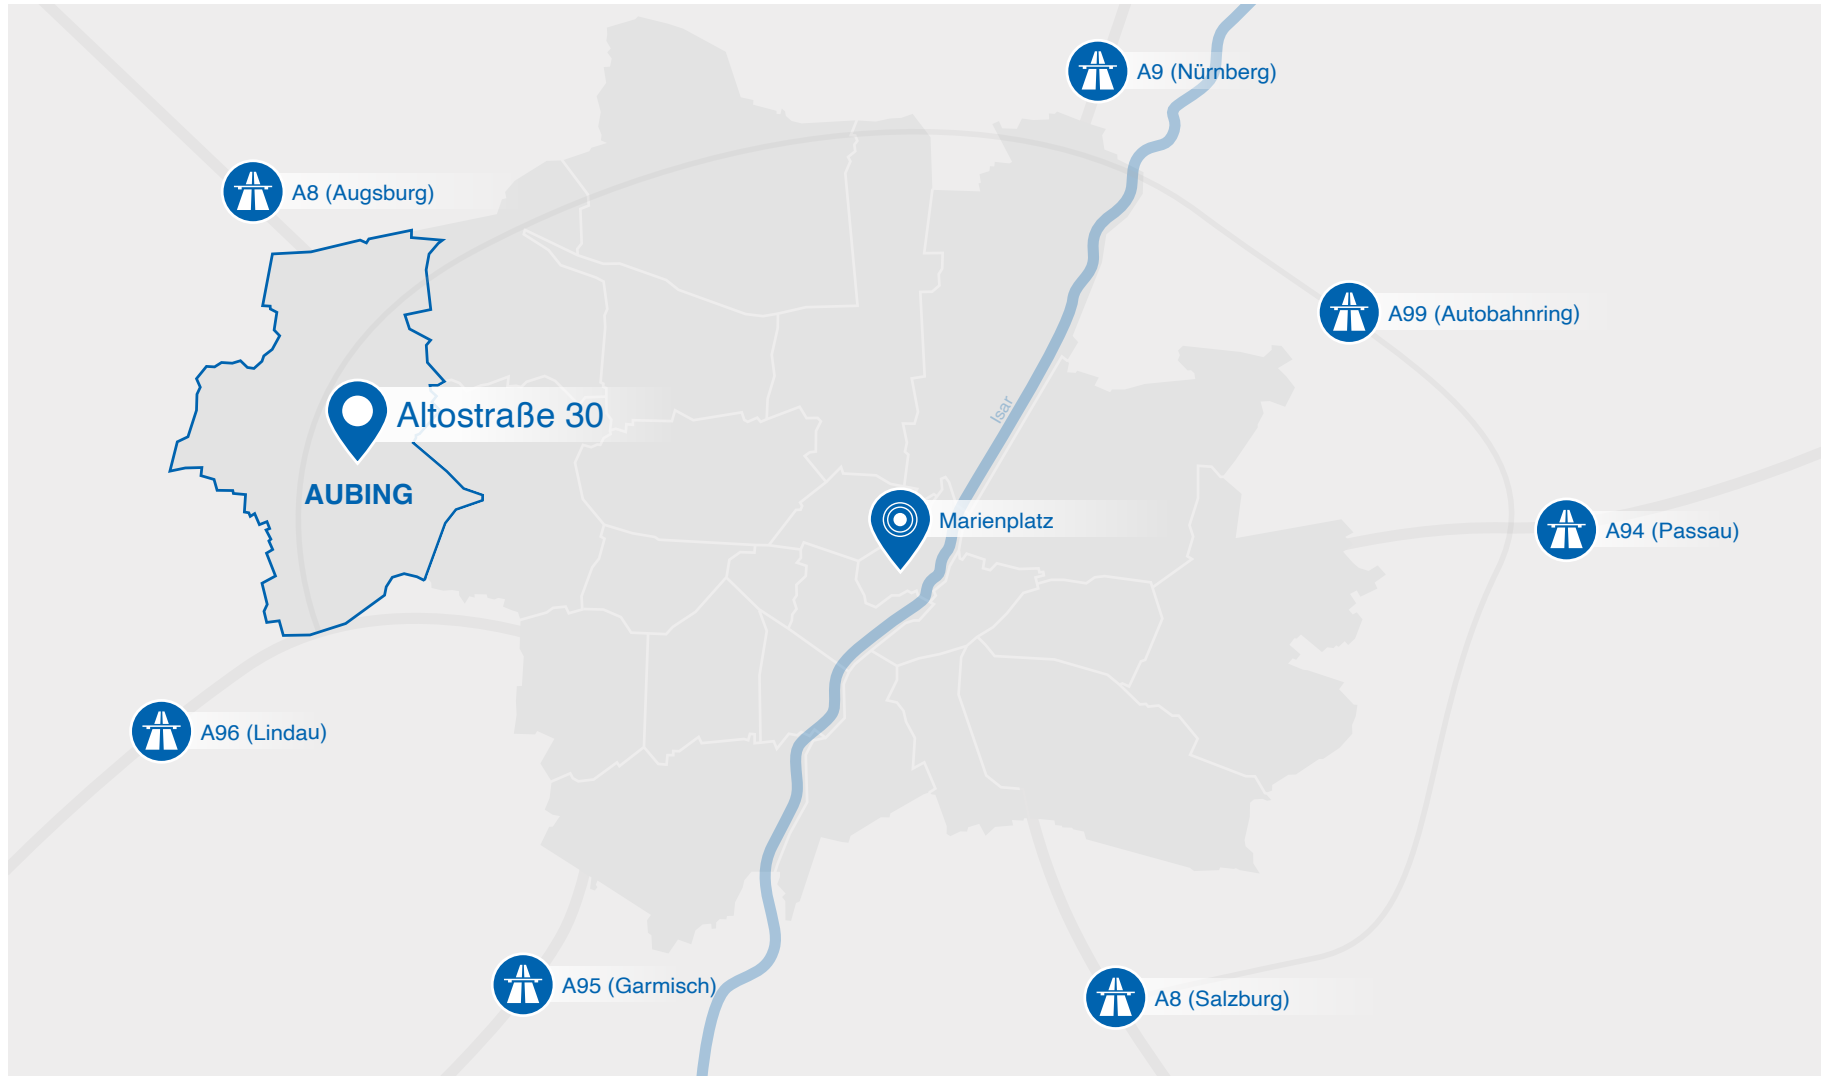 A9 (Nürnberg)
A8 (Augsburg)
A99 (Autobahnring)
Altostraße 30
Isar
AUBING
Marienplatz
A94 (Passau)
A96 (Lindau)
A95 (Garmisch)
A8 (Salzburg)